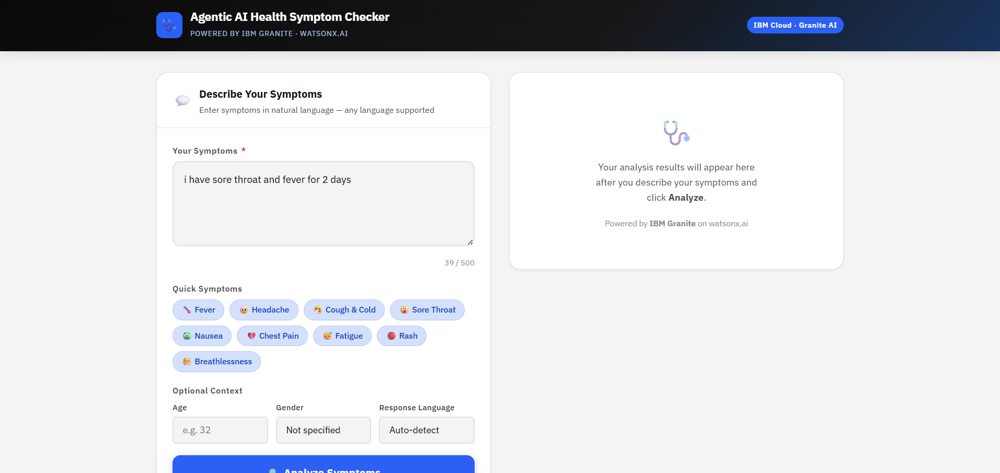 Agentic AI Health Symptom Checker
POWERED BY IBM GRANITE · WATSONX.AI
IBM Cloud · Granite AI
Describe Your Symptoms
Enter symptoms in natural language — any language supported
Your Symptoms *
i have sore throat and fever for 2 days
39 / 500
Quick Symptoms
Fever
Headache
Cough & Cold
Sore Throat
Nausea
Chest Pain
Fatigue
Rash
Breathlessness
Optional Context
Age
Gender
Response Language
e.g. 32
Not specified
Auto-detect
Analyze Symptoms
Your analysis results will appear here
after you describe your symptoms and
click Analyze.
Powered by IBM Granite on watsonx.ai